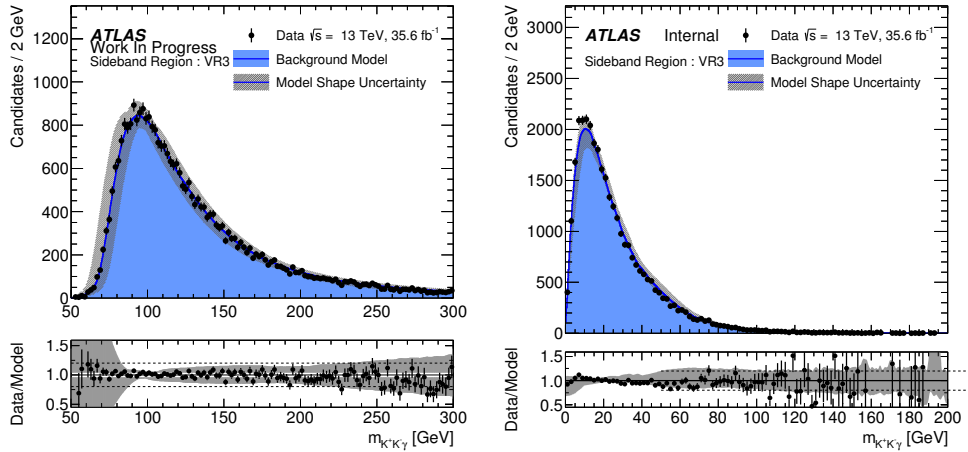 ATLAS
Work In Progress
Sideband Region : VR3
Data √s = 13 TeV, 35.6 fb⁻¹
Background Model
Model Shape Uncertainty
Candidates / 2 GeV
1200
1000
800
600
400
200
0
50 100 150 200 250 300
Data/Model
1.5
1.0
0.5
50 100 150 200 250 300
m_K⁺K⁻γ [GeV]
ATLAS Internal
Sideband Region : VR3
Data √s = 13 TeV, 35.6 fb⁻¹
Background Model
Model Shape Uncertainty
Candidates / 2 GeV
3000
2500
2000
1500
1000
500
0
0 20 40 60 80 100 120 140 160 180 200
Data/Model
1.5
1.0
0.5
0 20 40 60 80 100 120 140 160 180 200
m_K⁺K⁻γ [GeV]